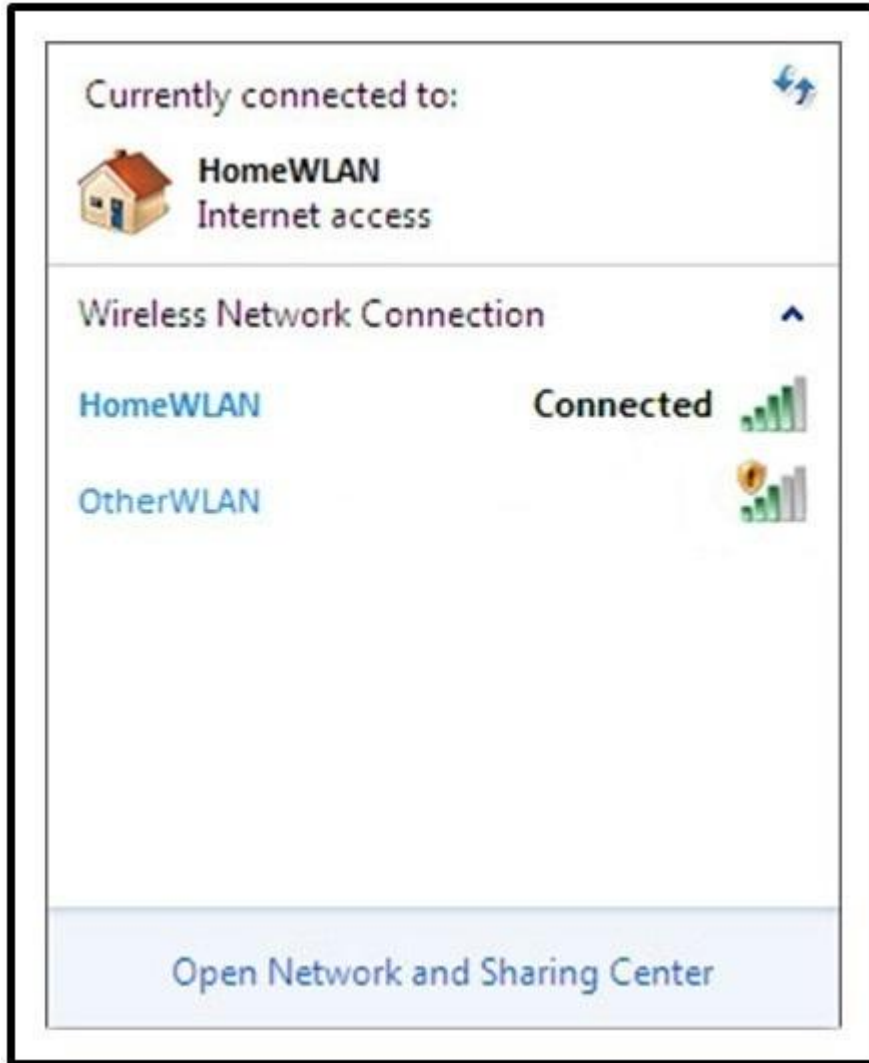 Currently connected to:
HomeWLAN
Internet access
Wireless Network Connection
HomeWLAN Connected
OtherWLAN
Open Network and Sharing Center